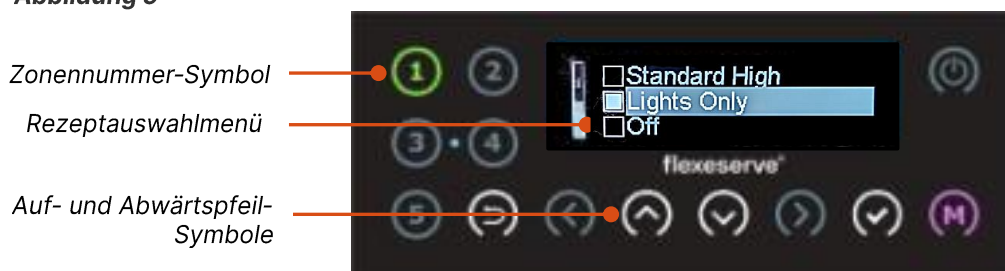 Abbildung 3
Zonennummer-Symbol
Rezeptauswahlmenü
Auf- und Abwärtspfeil-
Symbole
1 2
3 4
5 M
Standard High
Lights Only
Off
flexeserve